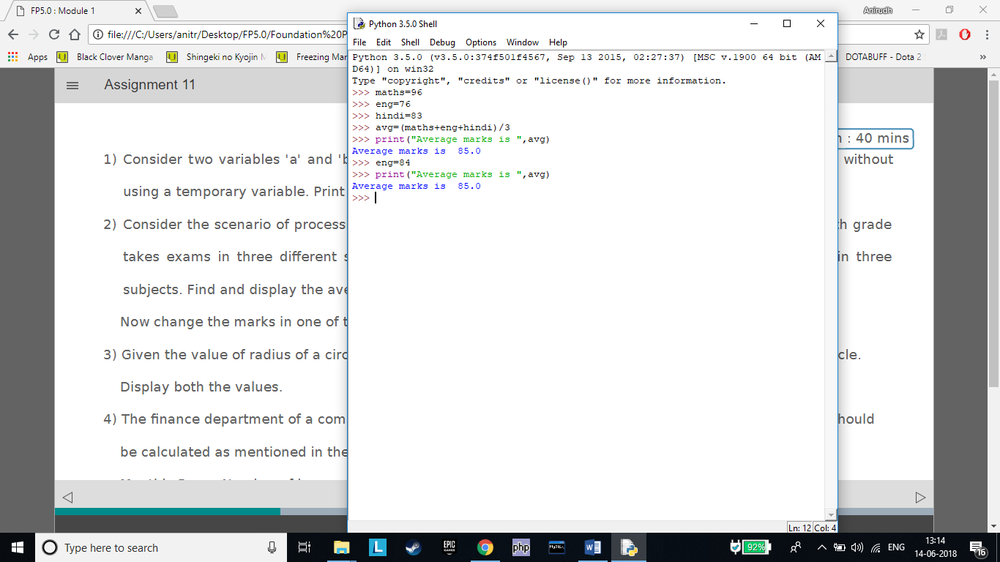 FP5.0 : Module 1
Anirudh
file:///C:/Users/anitr/Desktop/FP5.0/Foundation%20P
Apps
Black Clover Manga
Shingeki no Kyojin
Freezing Mar
DOTABUFF - Dota 2
»
Assignment 11
: 40 mins
1) Consider two variables 'a' and 'b
without
using a temporary variable. Print
2) Consider the scenario of process
h grade
takes exams in three different s
in three
subjects. Find and display the ave
Now change the marks in one of t
3) Given the value of radius of a circ
cle.
Display both the values.
4) The finance department of a com
hould
be calculated as mentioned in the
Python 3.5.0 Shell
File Edit Shell Debug Options Window Help
Python 3.5.0 (v3.5.0:374f501f4567, Sep 13 2015, 02:27:37) [MSC v.1900 64 bit (AM
D64)] on win32
Type "copyright", "credits" or "license()" for more information.
>>> maths=96
>>> eng=76
>>> hindi=83
>>> avg=(maths+eng+hindi)/3
>>> print("Average marks is ",avg)
Average marks is  85.0
>>> eng=84
>>> print("Average marks is ",avg)
Average marks is  85.0
>>>
Ln: 12 Col: 4
Type here to search
L
EPIC GAMES
php
MySQL
92%
ENG
13:14
14-06-2018
16